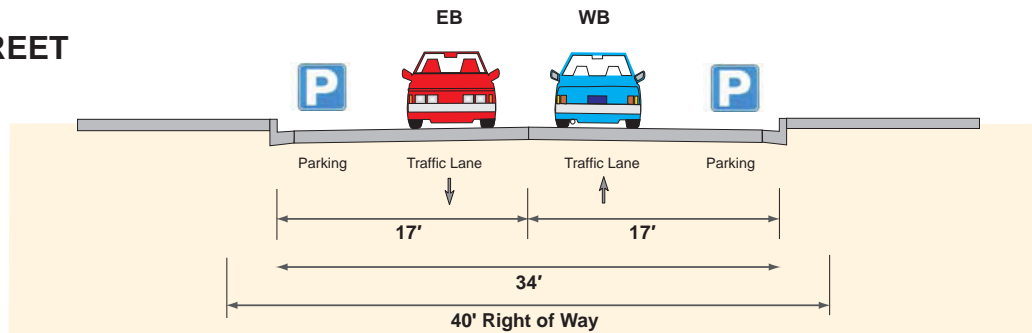 EB WB
REET
P P
Parking Traffic Lane Traffic Lane Parking
17′ 17′
34′
40' Right of Way